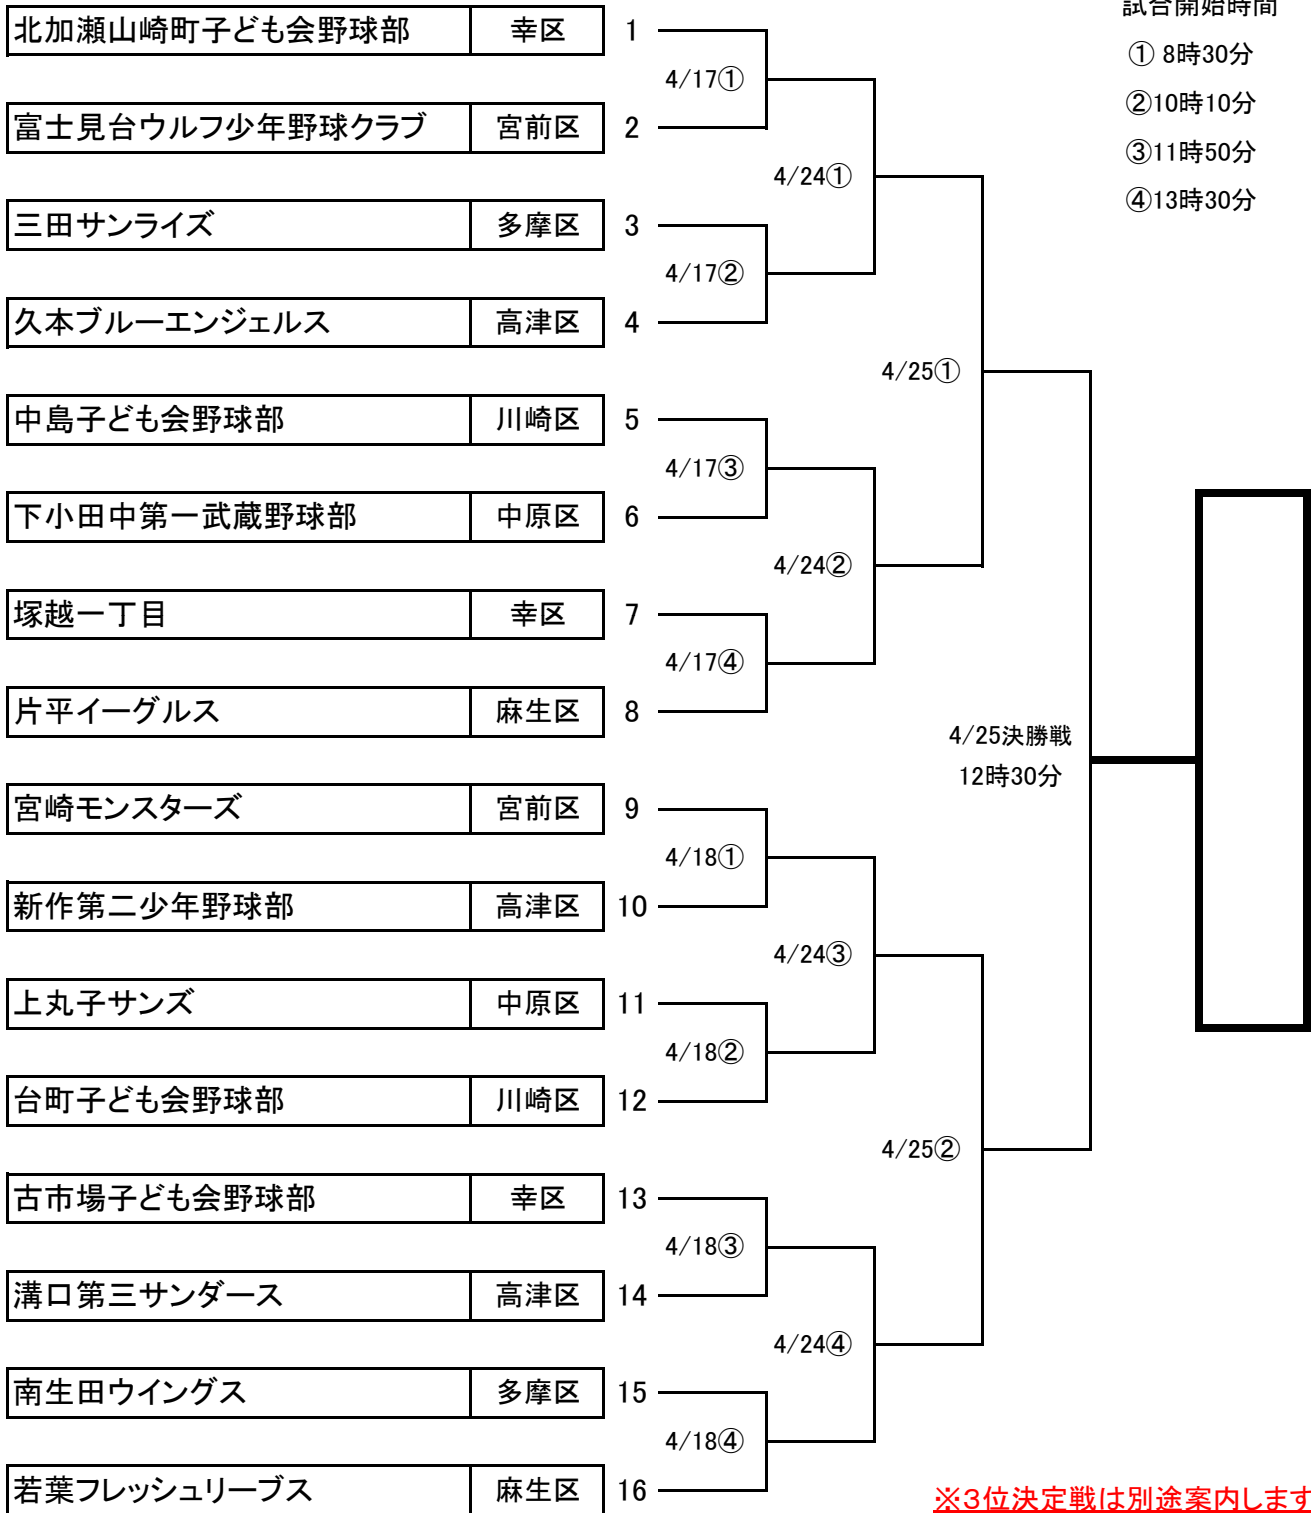 試合開始時間
① 8時30分
②10時10分
③11時50分
④13時30分
北加瀬山崎町子ども会野球部 幸区 1
4/17①
富士見台ウルフ少年野球クラブ 宮前区 2
4/24①
三田サンライズ 多摩区 3
4/17②
久本ブルーエンジェルス 高津区 4
4/25①
中島子ども会野球部 川崎区 5
4/17③
下小田中第一武蔵野球部 中原区 6
4/24②
塚越一丁目 幸区 7
4/17④
片平イーグルス 麻生区 8
4/25決勝戦
12時30分
宮崎モンスターズ 宮前区 9
4/18①
新作第二少年野球部 高津区 10
4/24③
上丸子サンズ 中原区 11
4/18②
台町子ども会野球部 川崎区 12
4/25②
古市場子ども会野球部 幸区 13
4/18③
溝口第三サンダース 高津区 14
4/24④
南生田ウイングス 多摩区 15
4/18④
若葉フレッシュリーブス 麻生区 16
※3位決定戦は別途案内します